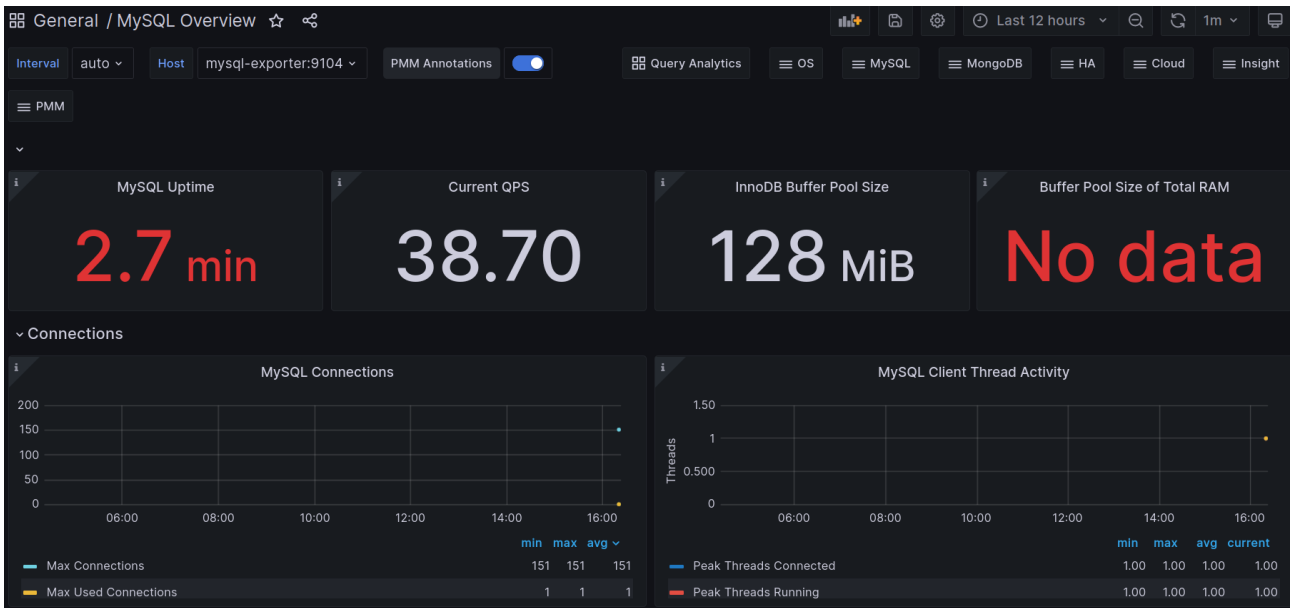 General / MySQL Overview
Last 12 hours
1m
Interval auto Host mysql-exporter:9104 PMM Annotations Query Analytics OS MySQL MongoDB HA Cloud Insight
PMM
MySQL Uptime
2.7 min
Current QPS
38.70
InnoDB Buffer Pool Size
128 MiB
Buffer Pool Size of Total RAM
No data
Connections
MySQL Connections
200
150
100
50
0
06:00 08:00 10:00 12:00 14:00 16:00
min max avg
Max Connections 151 151 151
Max Used Connections 1 1 1
MySQL Client Thread Activity
Threads
1.50
1
0.500
0
06:00 08:00 10:00 12:00 14:00 16:00
min max avg current
Peak Threads Connected 1.00 1.00 1.00 1.00
Peak Threads Running 1.00 1.00 1.00 1.00